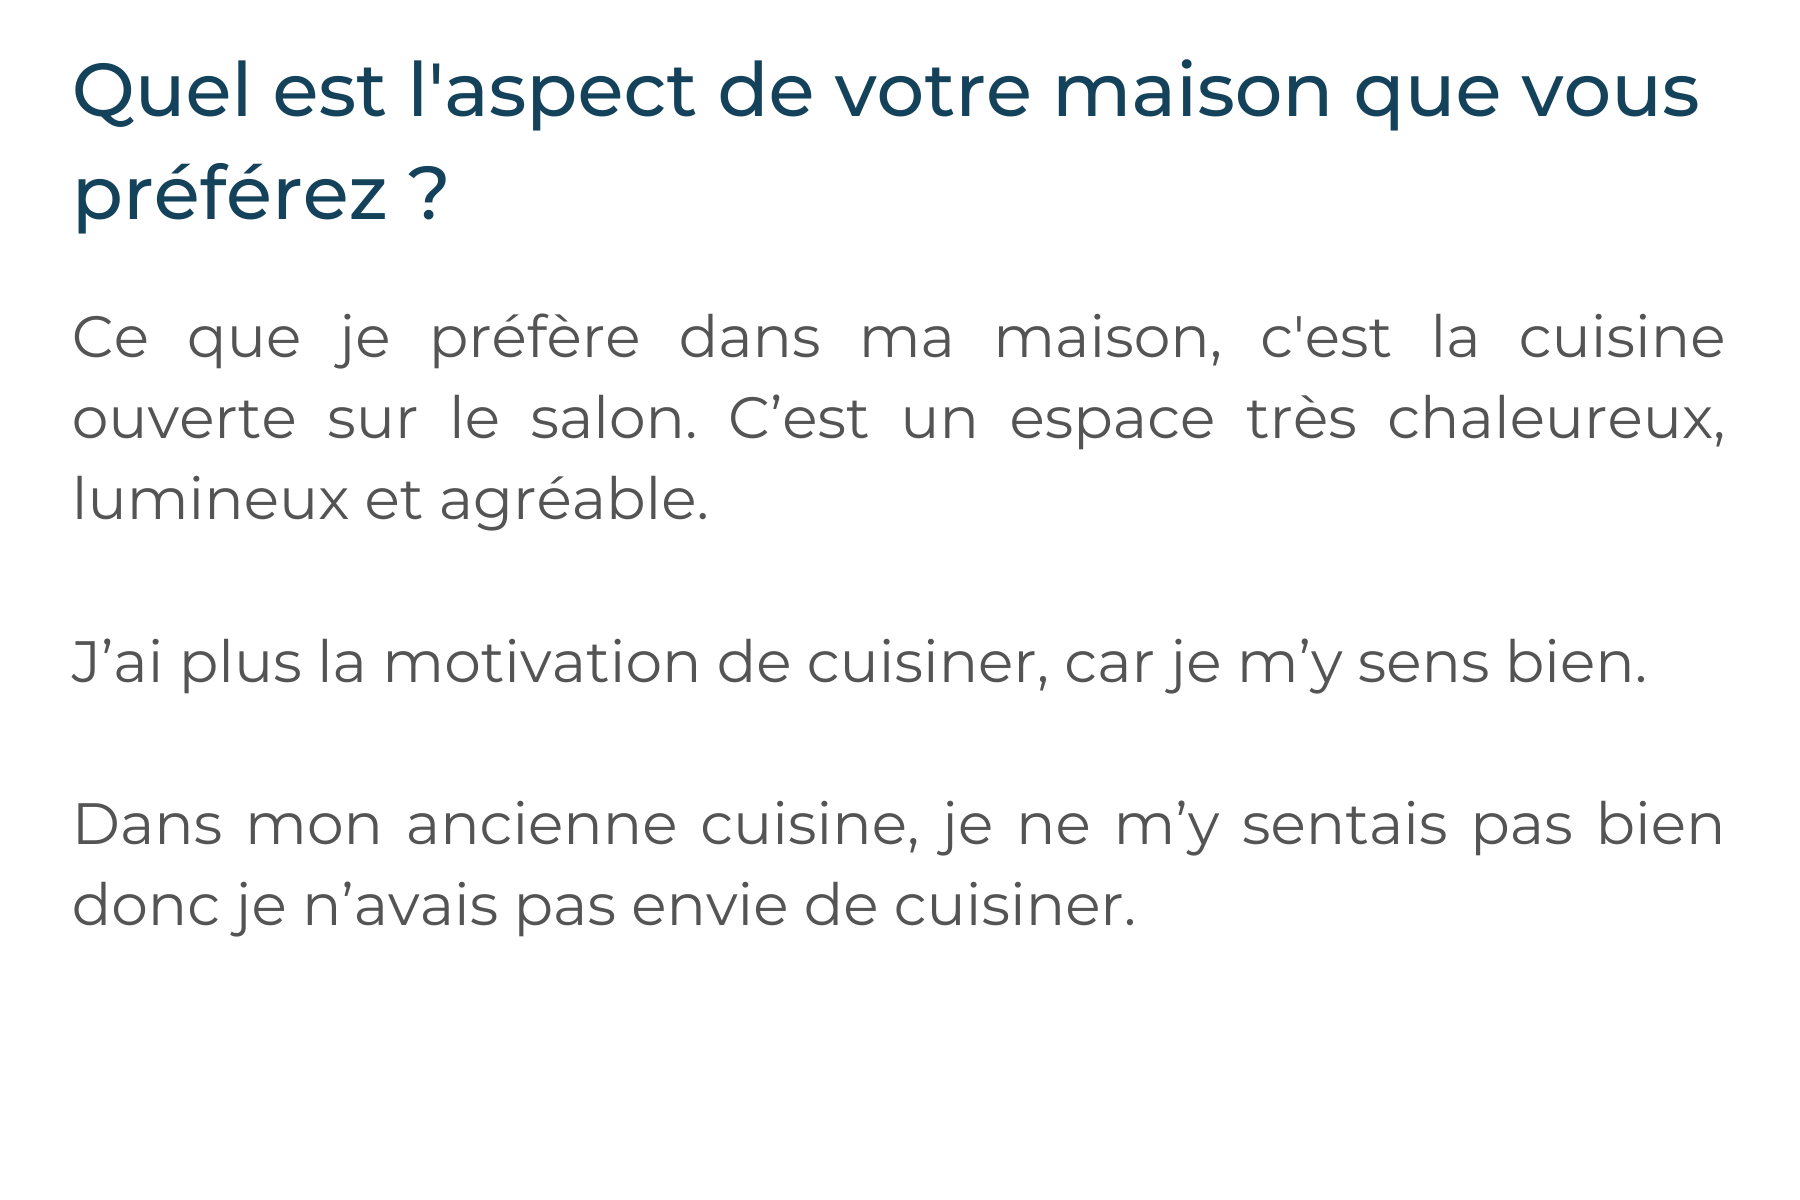 Quel est l'aspect de votre maison que vous
préférez ?
Ce que je préfère dans ma maison, c'est la cuisine
ouverte sur le salon. C’est un espace très chaleureux,
lumineux et agréable.
J’ai plus la motivation de cuisiner, car je m’y sens bien.
Dans mon ancienne cuisine, je ne m’y sentais pas bien
donc je n’avais pas envie de cuisiner.